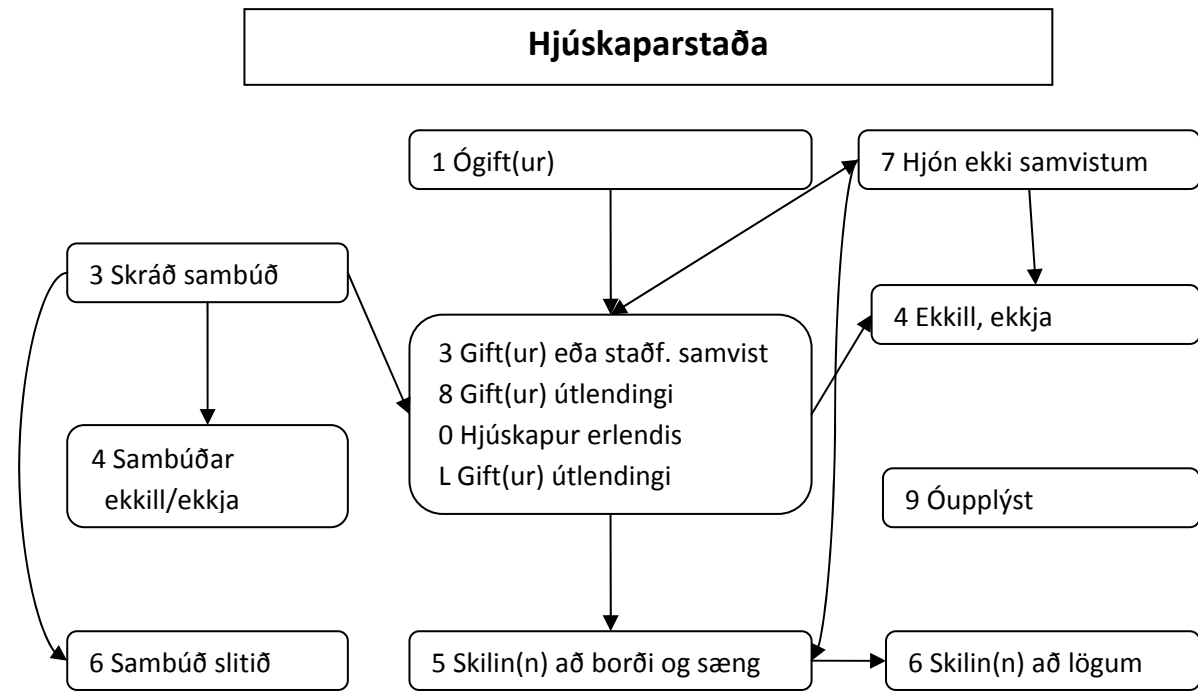 Hjúskaparstaða
1 Ógift(ur)
7 Hjón ekki samvistum
3 Skráð sambúð
4 Ekkill, ekkja
3 Gift(ur) eða staðf. samvist
8 Gift(ur) útlendingi
0 Hjúskapur erlendis
L Gift(ur) útlendingi
4 Sambúðar
ekkill/ekkja
9 Óupplýst
6 Sambúð slitið
5 Skilin(n) að borði og sæng
6 Skilin(n) að lögum